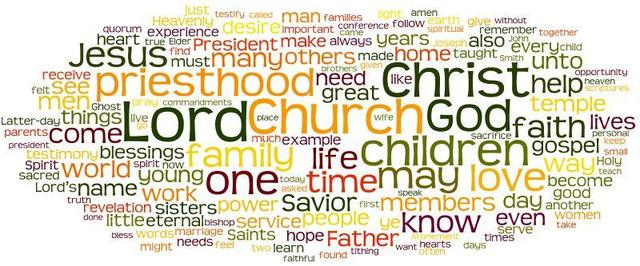 just testify called man families light amen earth give without
Heavenly desire important conference follow spiritual remember together
quorum experience years Joseph also every child
heart true Elder President make always home taught Smith unto John
find Jesus must many others made
receive see priesthood need brothers given like Christ help opportunity heaven scriptures
felt men great temple
Ghost pray commandments
Latter-day things live go Lord place Church wife God faith lives
parents come much example sacrifice personal
president keep
testimony blessings family life children gospel small
Spirit spirit now way Holy
sacred world young one today time may love become teach
Lord's name asked speak good
truth work Savior first members day another
revelation sisters power
done little eternal bishop service people ye know even women
bless words marriage saints hope Father serve take
might needs feel two learn found tithing want hearts often Atonement days times
faithful